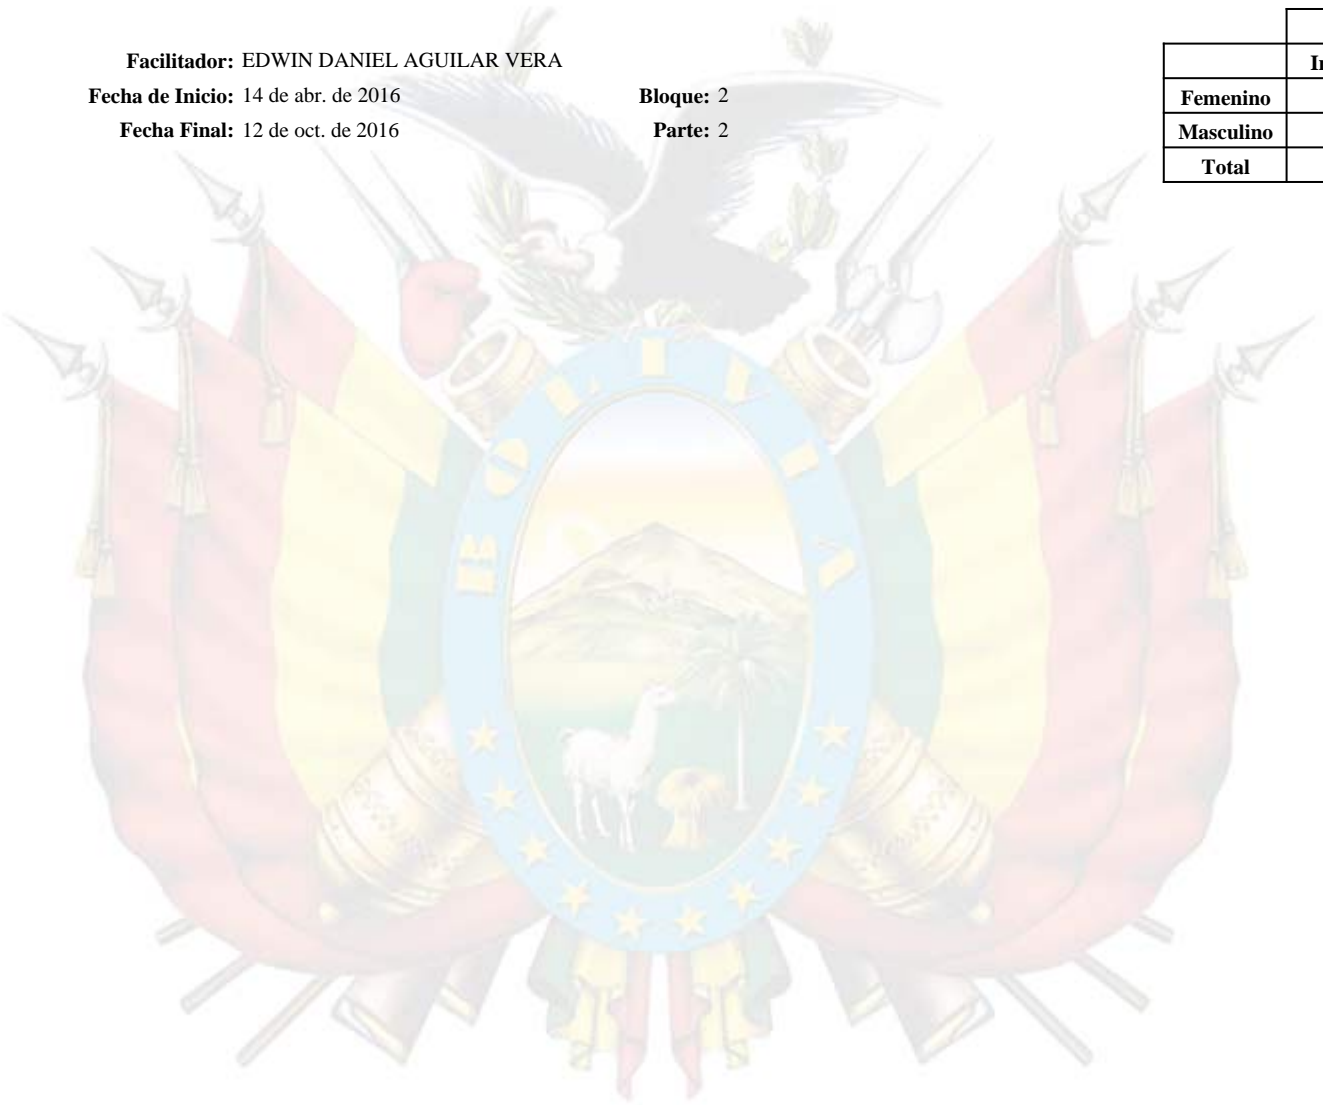 Facilitador: EDWIN DANIEL AGUILAR VERA
Fecha de Inicio: 14 de abr. de 2016 Bloque: 2
Fecha Final: 12 de oct. de 2016 Parte: 2
Femenino
Masculino
Total
BOLIVIA